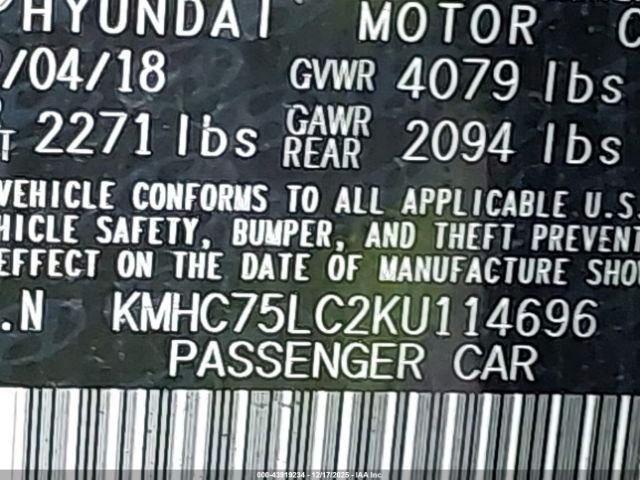 HYUNDAI MOTOR C
/04/18 GVWR 4079 lbs
T 2271 lbs GAWR REAR 2094 lbs
VEHICLE CONFORMS TO ALL APPLICABLE U.S
HICLE SAFETY, BUMPER, AND THEFT PREVENT
EFFECT ON THE DATE OF MANUFACTURE SHO
.N KMHC75LC2KU114696
PASSENGER CAR
000-43919234 - 12/17/2025 - IAA Inc.